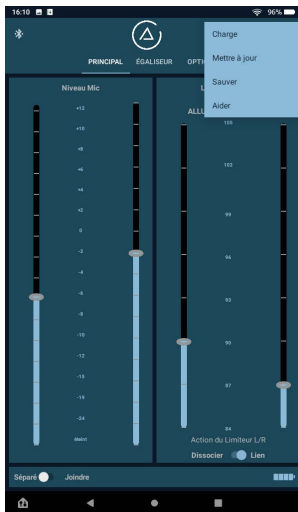 16:10
96%
Charge
Mettre à jour
Sauver
Aider
PRINCIPAL
ÉGALISEUR
OPTI
Niveau Mic
L
ALLU
+12
+10
+8
+6
+4
+2
0
-2
-4
-6
-8
-10
-12
-15
-18
-24
105
102
99
96
93
90
87
84
Action du Limiteur L/R
Dissocier
Lien
Séparé
Joindre